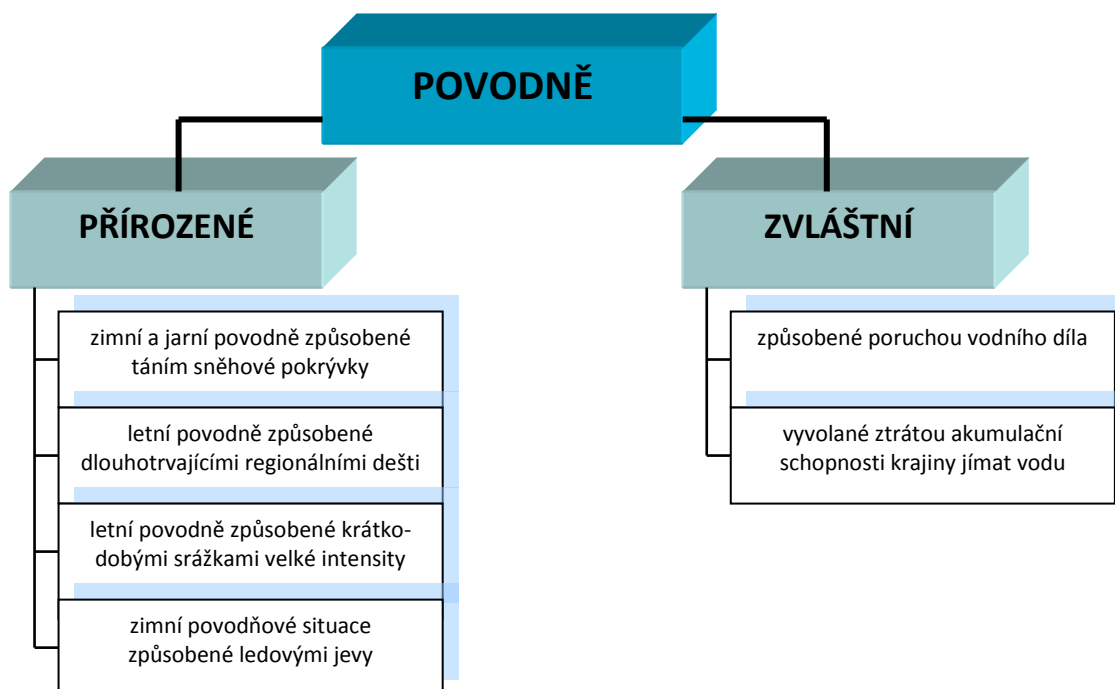 POVODNĚ
PŘÍROZENÉ
zimní a jarní povodně způsobené
táním sněhové pokrývky
letní povodně způsobené
dlouhotrvajícími regionálními dešti
letní povodně způsobené krátko-
dobými srážkami velké intensity
zimní povodňové situace
způsobené ledovými jevy
ZVLÁŠTNÍ
způsobené poruchou vodního díla
vyvolané ztrátou akumulační
schopnosti krajiny jímat vodu